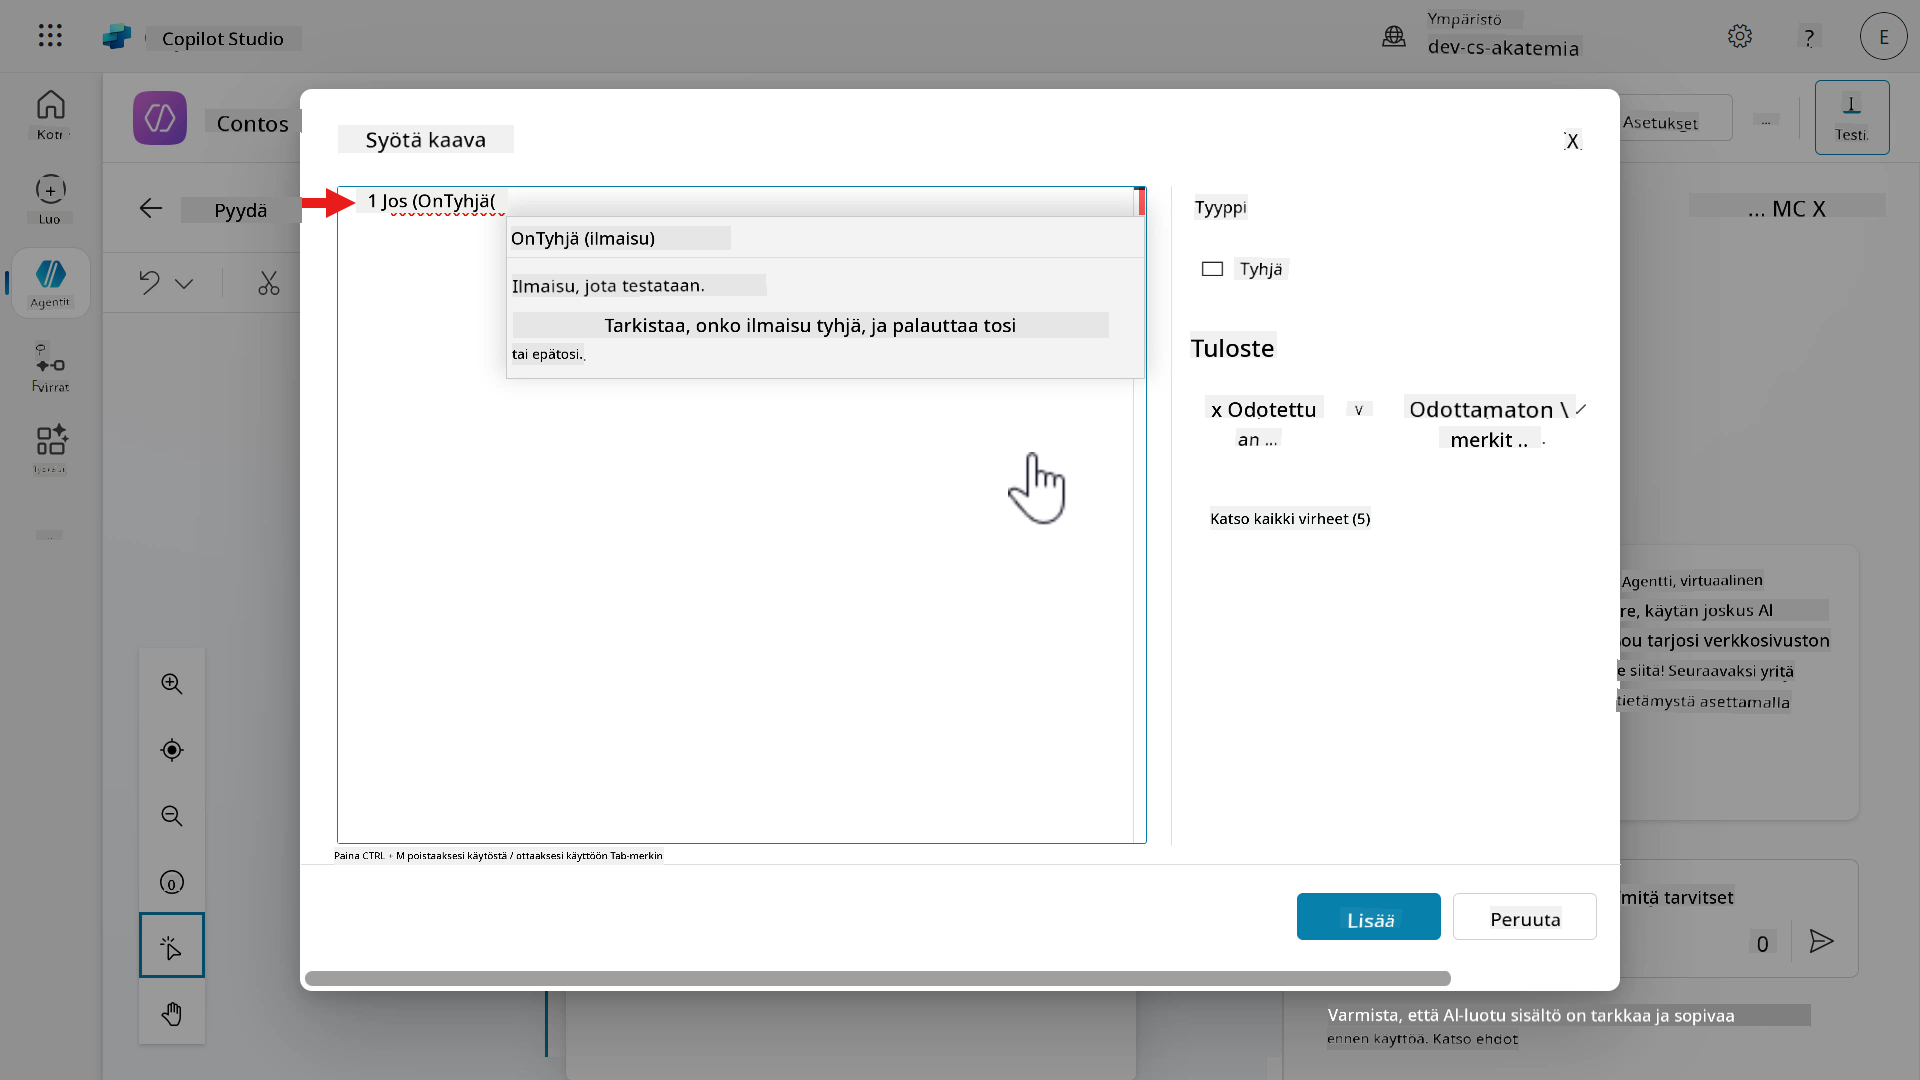 Copilot Studio
Ympäristö
dev-cs-akatemia
?
E
Contos
Asetukset
...
Testi.
Luo
Agentit
Pyydä
... MC X
Syötä kaava
X
1 Jos (OnTyhjä(
OnTyhjä (ilmaisu)
Ilmaisu, jota testataan.
Tarkistaa, onko ilmaisu tyhjä, ja palauttaa tosi
tai epätosi.
Tyyppi
Tyhjä
Tuloste
x Odotettu
an ...
v
Odottamaton \
merkit ..
Katso kaikki virheet (5)
Agentti, virtuaalinen
re, käytän joskus AI
ou tarjosi verkkosivuston
e siitä! Seuraavaksi yritä
tietämystä asettamalla
Paina CTRL + M poistaaksesi käytöstä / ottaaksesi käyttöön Tab-merkin
Lisää
Peruuta
mitä tarvitset
0
Varmista, että AI-luotu sisältö on tarkkaa ja sopivaa
ennen käyttöä. Katso ehdot